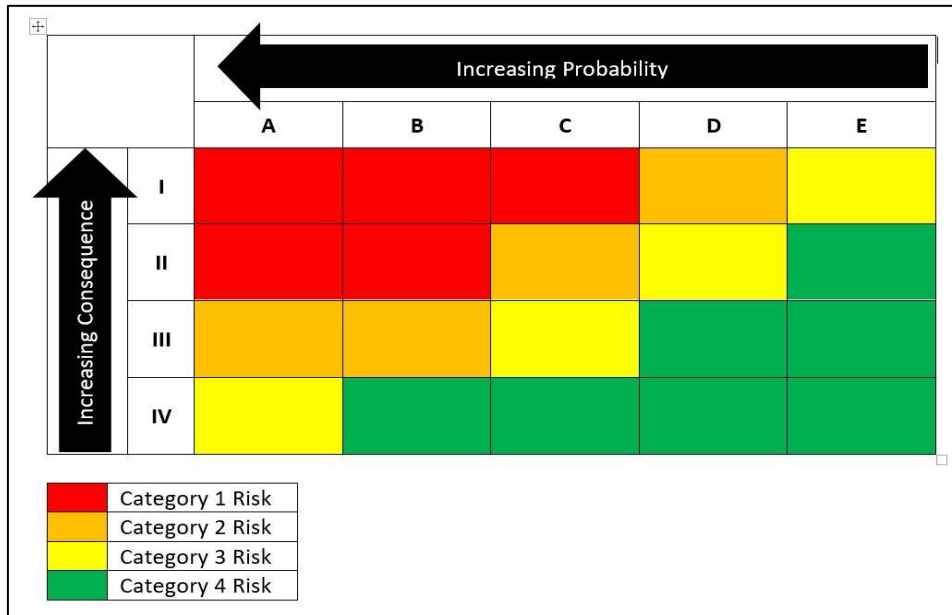 Increasing Probability
A B C D E
Increasing Consequence
I
II
III
IV
Category 1 Risk
Category 2 Risk
Category 3 Risk
Category 4 Risk